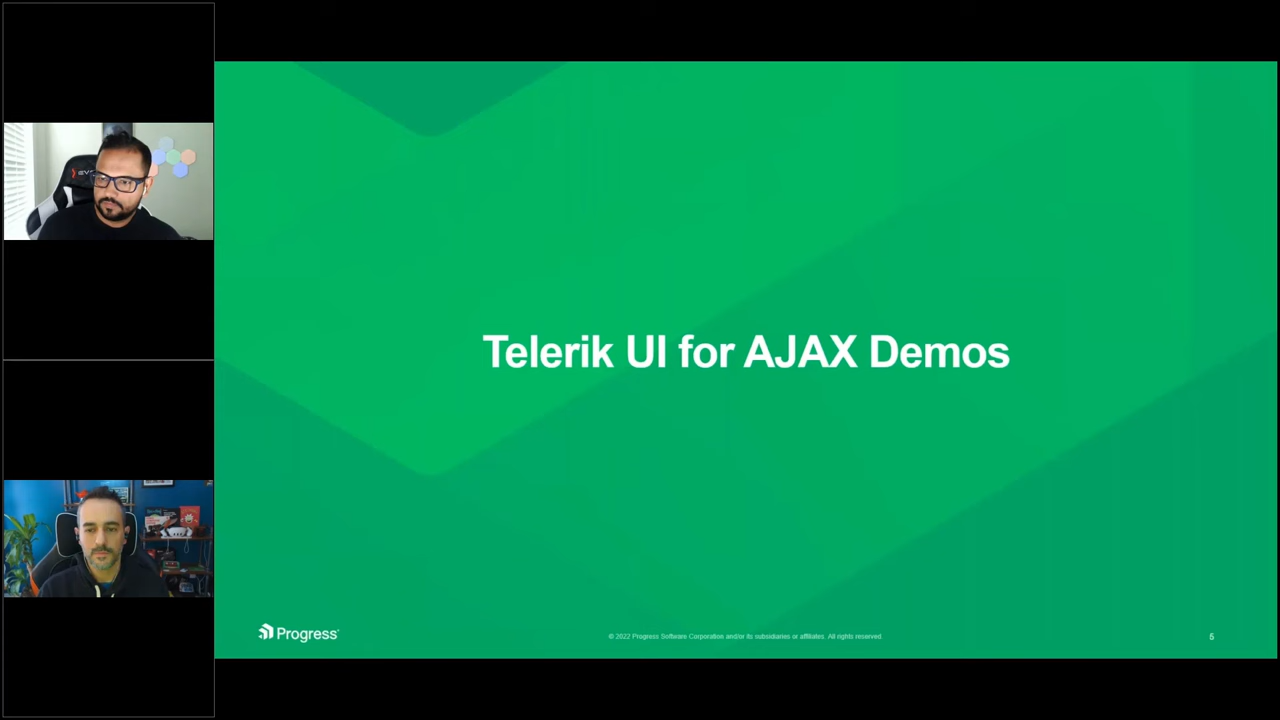 Telerik UI for AJAX Demos
Progress
© 2022 Progress Software Corporation and/or its subsidiaries or affiliates. All rights reserved.
5